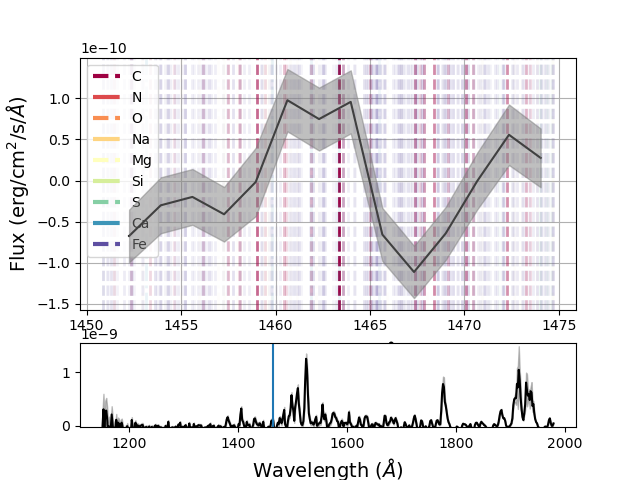 1e−10
Flux (erg/cm²/s/Å)
1.0
0.5
0.0
−0.5
−1.0
−1.5
C
N
O
Na
Mg
Si
S
Ca
Fe
1450 1455 1460 1465 1470 1475
1e−9
1
0
1200 1400 1600 1800 2000
Wavelength (Å)